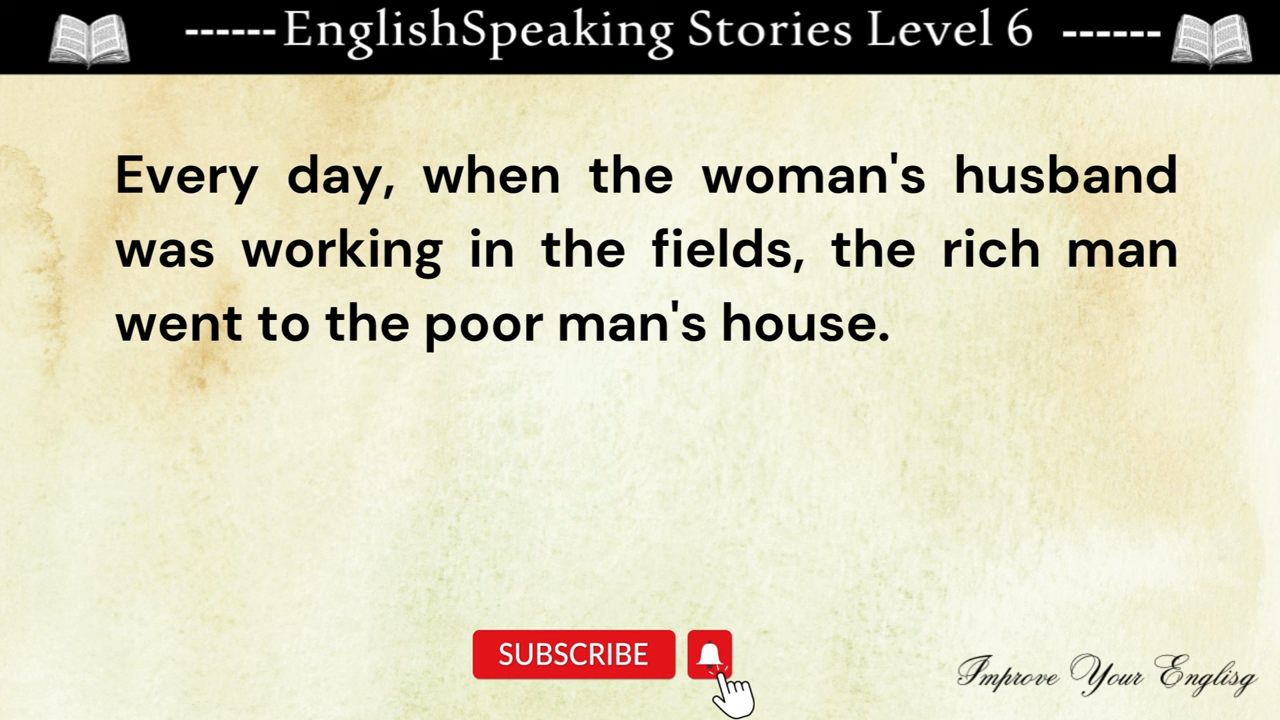 ------EnglishSpeaking Stories Level 6 ------
Every day, when the woman's husband
was working in the fields, the rich man
went to the poor man's house.
SUBSCRIBE
Improve Your Englisg